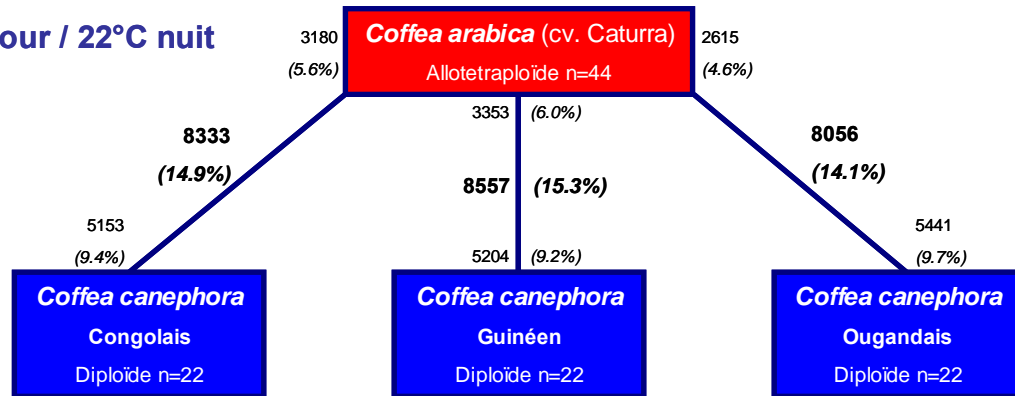 our / 22°C nuit
3180
(5.6%)
Coffea arabica (cv. Caturra)
Allotetraploïde n=44
2615
(4.6%)
3353 (6.0%)
8333
(14.9%)
8557 (15.3%)
8056
(14.1%)
5153
(9.4%)
5204 (9.2%)
5441
(9.7%)
Coffea canephora
Congolais
Diploïde n=22
Coffea canephora
Guinéen
Diploïde n=22
Coffea canephora
Ougandais
Diploïde n=22